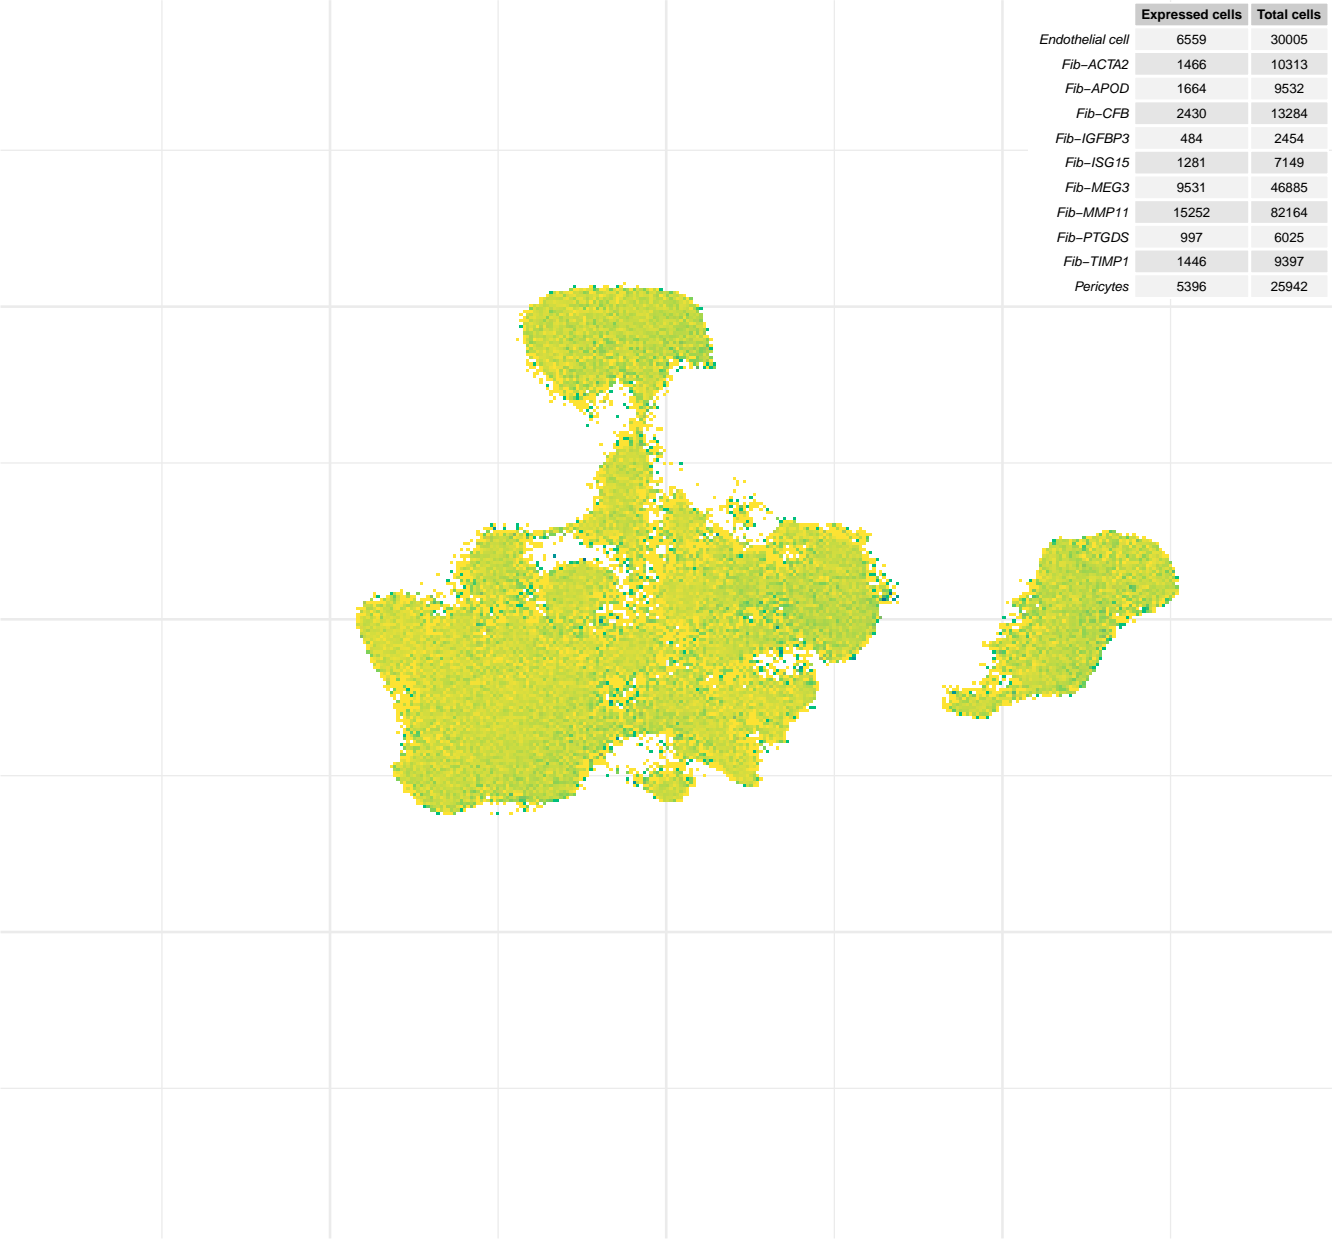 Expressed cells Total cells
Endothelial cell 6559 30005
Fib−ACTA2 1466 10313
Fib−APOD 1664 9532
Fib−CFB 2430 13284
Fib−IGFBP3 484 2454
Fib−ISG15 1281 7149
Fib−MEG3 9531 46885
Fib−MMP11 15252 82164
Fib−PTGDS 997 6025
Fib−TIMP1 1446 9397
Pericytes 5396 25942